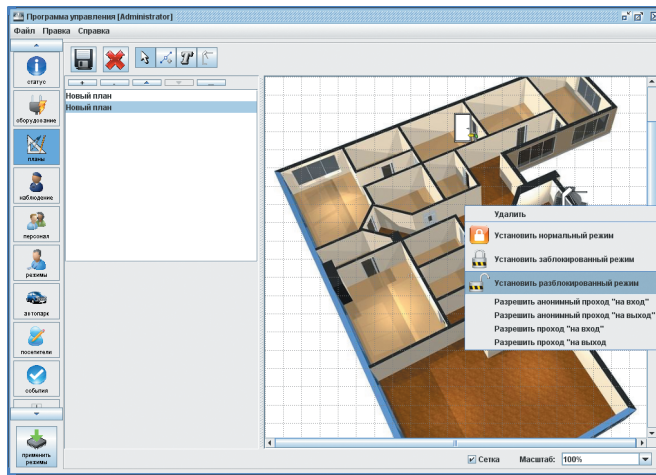 Программа управления [Administrator]
Файл Правка Справка
статус
оборудование
планы
наблюдение
персонал
режимы
автопарк
посетители
события
применить
режимы
T
+ - ...
Новый план
Новый план
Удалить
Установить нормальный режим
Установить заблокированный режим
Установить разблокированный режим
Разрешить анонинный проход "на вход"
Разрешить анонинный проход "на выход"
Разрешить проход "на вход"
Разрешить проход "на выход
Сетка Масштаб: 100%